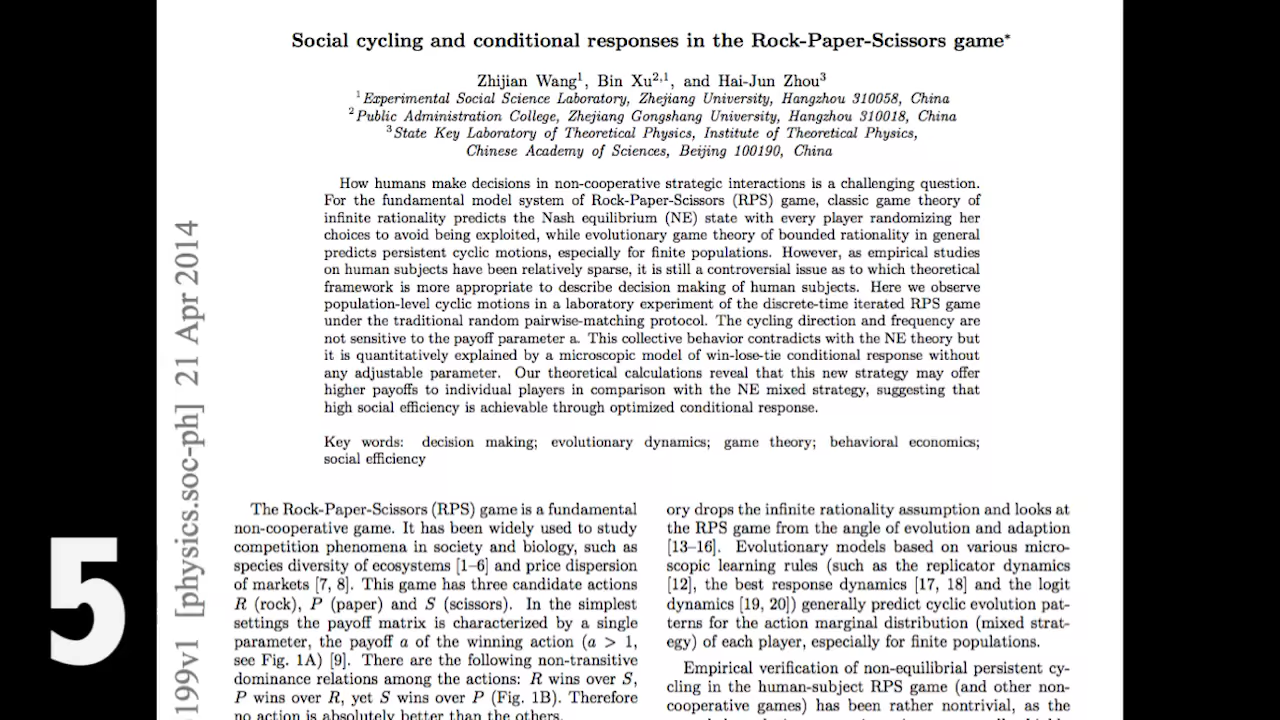 Social cycling and conditional responses in the Rock-Paper-Scissors game*
Zhijian Wang1, Bin Xu2,1, and Hai-Jun Zhou3
1Experimental Social Science Laboratory, Zhejiang University, Hangzhou 310058, China
2Public Administration College, Zhejiang Gongshang University, Hangzhou 310018, China
3State Key Laboratory of Theoretical Physics, Institute of Theoretical Physics,
Chinese Academy of Sciences, Beijing 100190, China
How humans make decisions in non-cooperative strategic interactions is a challenging question.
For the fundamental model system of Rock-Paper-Scissors (RPS) game, classic game theory of
infinite rationality predicts the Nash equilibrium (NE) state with every player randomizing her
choices to avoid being exploited, while evolutionary game theory of bounded rationality in general
predicts persistent cyclic motions, especially for finite populations. However, as empirical studies
on human subjects have been relatively sparse, it is still a controversial issue as to which theoretical
framework is more appropriate to describe decision making of human subjects. Here we observe
population-level cyclic motions in a laboratory experiment of the discrete-time iterated RPS game
under the traditional random pairwise-matching protocol. The cycling direction and frequency are
not sensitive to the payoff parameter a. This collective behavior contradicts with the NE theory but
it is quantitatively explained by a microscopic model of win-lose-tie conditional response without
any adjustable parameter. Our theoretical calculations reveal that this new strategy may offer
higher payoffs to individual players in comparison with the NE mixed strategy, suggesting that
high social efficiency is achievable through optimized conditional response.
Key words: decision making; evolutionary dynamics; game theory; behavioral economics;
social efficiency
The Rock-Paper-Scissors (RPS) game is a fundamental
non-cooperative game. It has been widely used to study
competition phenomena in society and biology, such as
species diversity of ecosystems [1–6] and price dispersion
of markets [7, 8]. This game has three candidate actions
R (rock), P (paper) and S (scissors). In the simplest
settings the payoff matrix is characterized by a single
parameter, the payoff a of the winning action (a > 1,
see Fig. 1A) [9]. There are the following non-transitive
dominance relations among the actions: R wins over S,
P wins over R, yet S wins over P (Fig. 1B). Therefore
no action is absolutely better than the others.
ory drops the infinite rationality assumption and looks at
the RPS game from the angle of evolution and adaption
[13–16]. Evolutionary models based on various micro-
scopic learning rules (such as the replicator dynamics
[12], the best response dynamics [17, 18] and the logit
dynamics [19, 20]) generally predict cyclic evolution pat-
terns for the action marginal distribution (mixed strat-
egy) of each player, especially for finite populations.
Empirical verification of non-equilibrial persistent cy-
cling in the human-subject RPS game (and other non-
cooperative games) has been rather nontrivial, as the
199v1 [physics.soc-ph] 21 Apr 2014
5